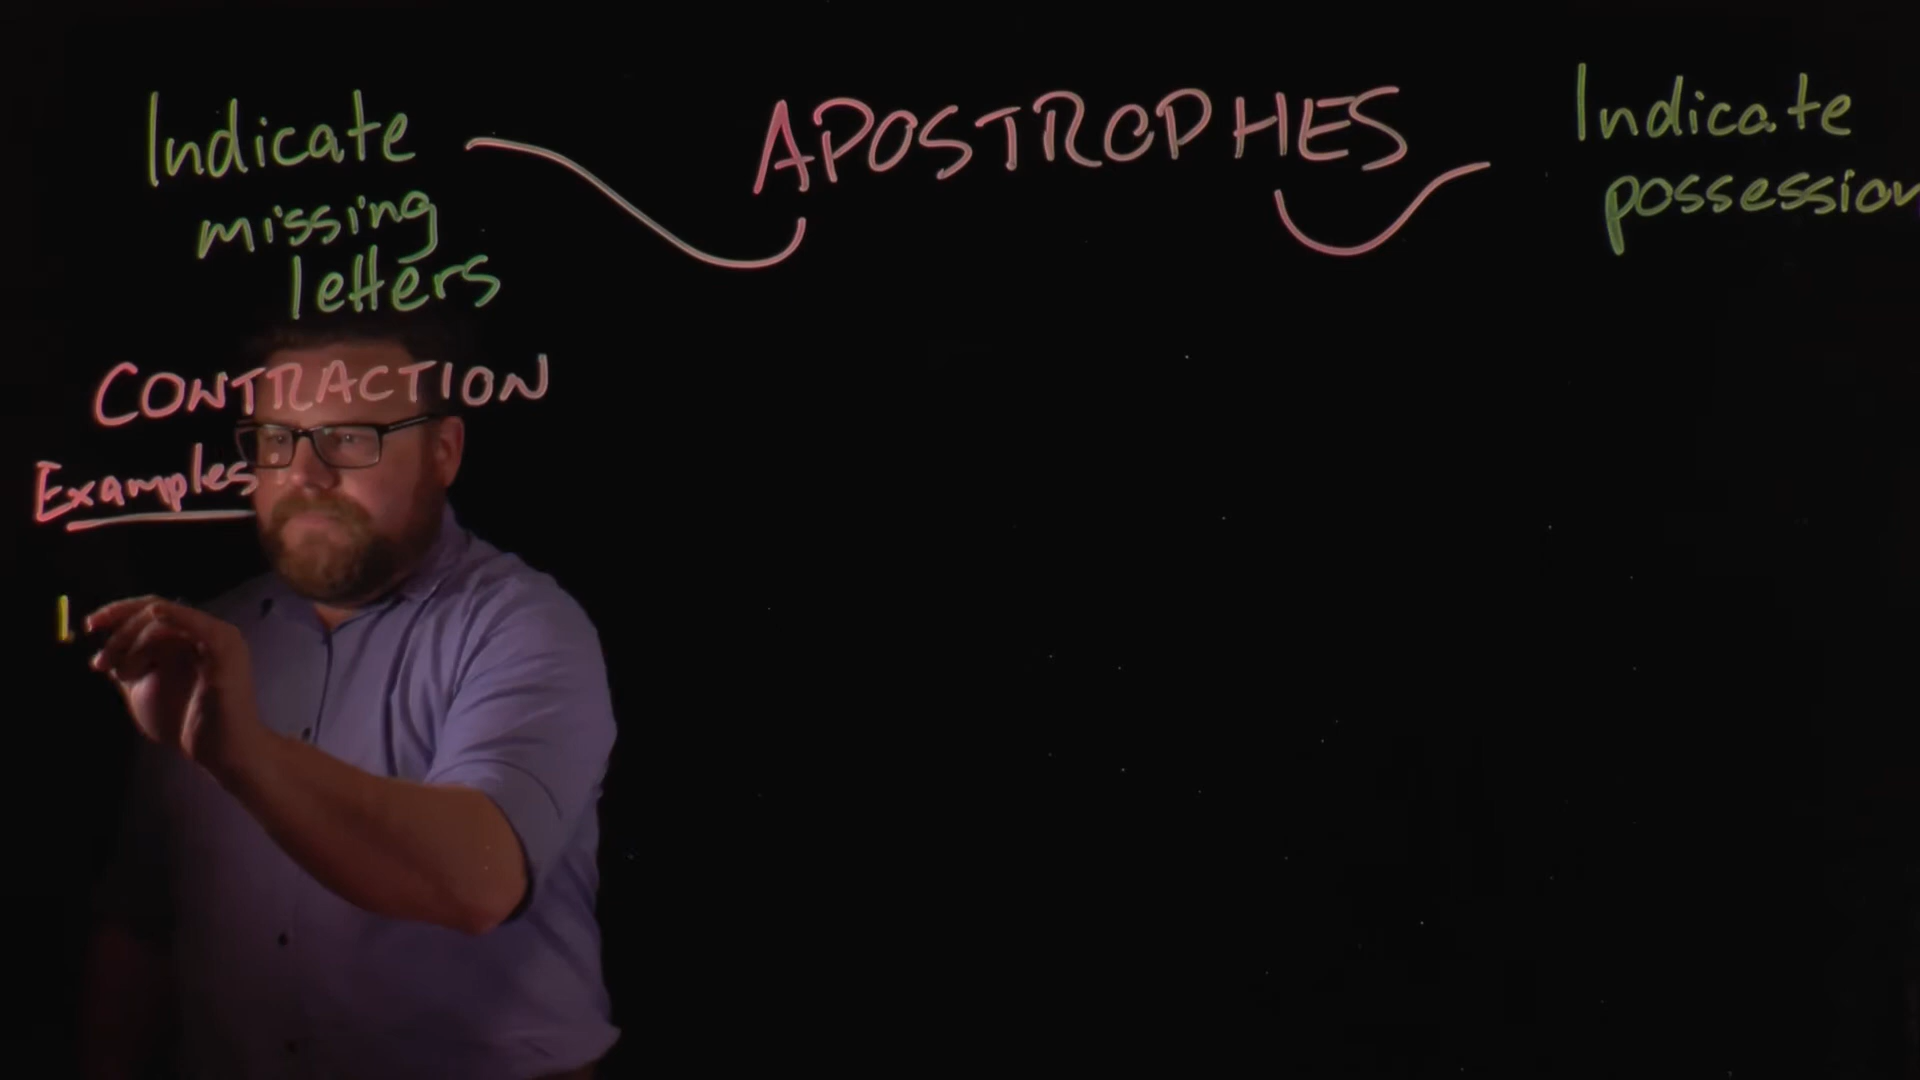 APOSTROPHES
Indicate
missing
letters
CONTRACTION
Examples:
I
Indicate
possession